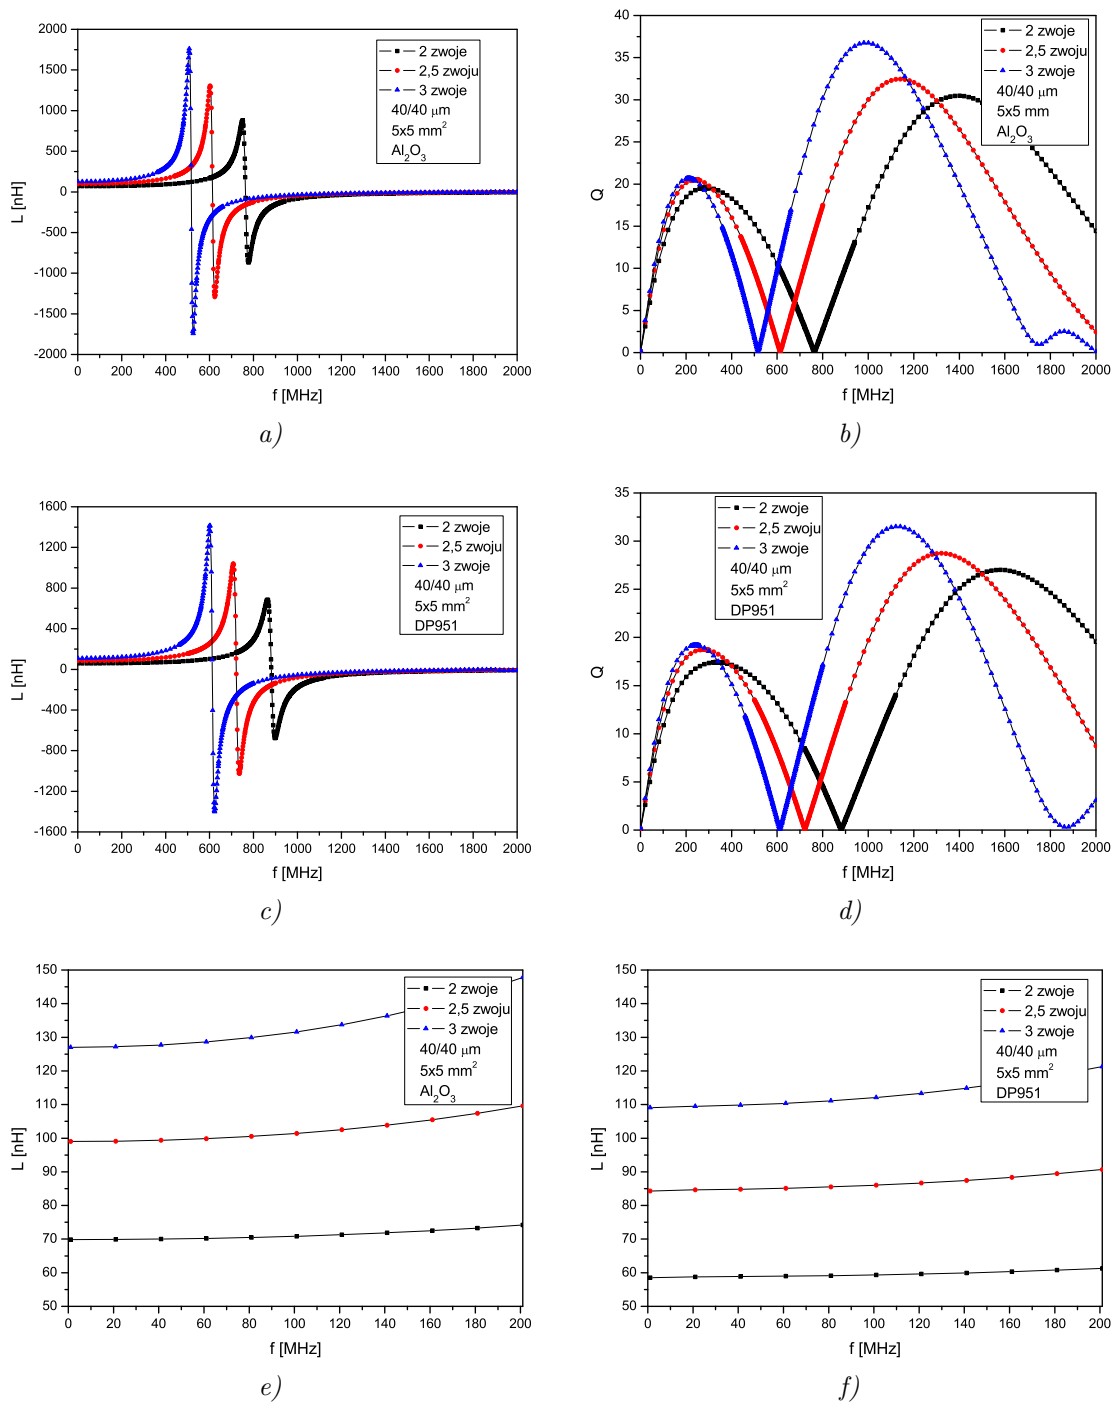 2000
1500
1000
500
0
-500
-1000
-1500
-2000
L [nH]
2 zwoje
2,5 zwoju
3 zwoje
40/40 μm
5x5 mm²
Al₂O₃
0 200 400 600 800 1000 1200 1400 1600 1800 2000
f [MHz]
a)
40
35
30
25
20
15
10
5
0
Q
2 zwoje
2,5 zwoju
3 zwoje
40/40 μm
5x5 mm
Al₂O₃
0 200 400 600 800 1000 1200 1400 1600 1800 2000
f [MHz]
b)
1600
1200
800
400
0
-400
-800
-1200
-1600
L [nH]
2 zwoje
2,5 zwoju
3 zwoje
40/40 μm
5x5 mm²
DP951
0 200 400 600 800 1000 1200 1400 1600 1800 2000
f [MHz]
c)
35
30
25
20
15
10
5
0
Q
2 zwoje
2,5 zwoju
3 zwoje
40/40 μm
5x5 mm²
DP951
0 200 400 600 800 1000 1200 1400 1600 1800 2000
f [MHz]
d)
150
140
130
120
110
100
90
80
70
60
50
L [nH]
2 zwoje
2,5 zwoju
3 zwoje
40/40 μm
5x5 mm²
Al₂O₃
0 20 40 60 80 100 120 140 160 180 200
f [MHz]
e)
150
140
130
120
110
100
90
80
70
60
50
L [nH]
2 zwoje
2,5 zwoju
3 zwoje
40/40 μm
5x5 mm²
DP951
0 20 40 60 80 100 120 140 160 180 200
f [MHz]
f)